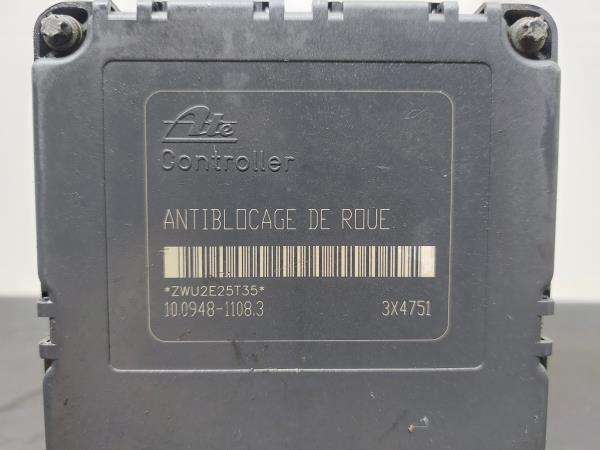 Ate
Controller
ANTIBLOCAGE DE ROUE
*ZWU2E25T35*
10.0948-1108.3 3X4751